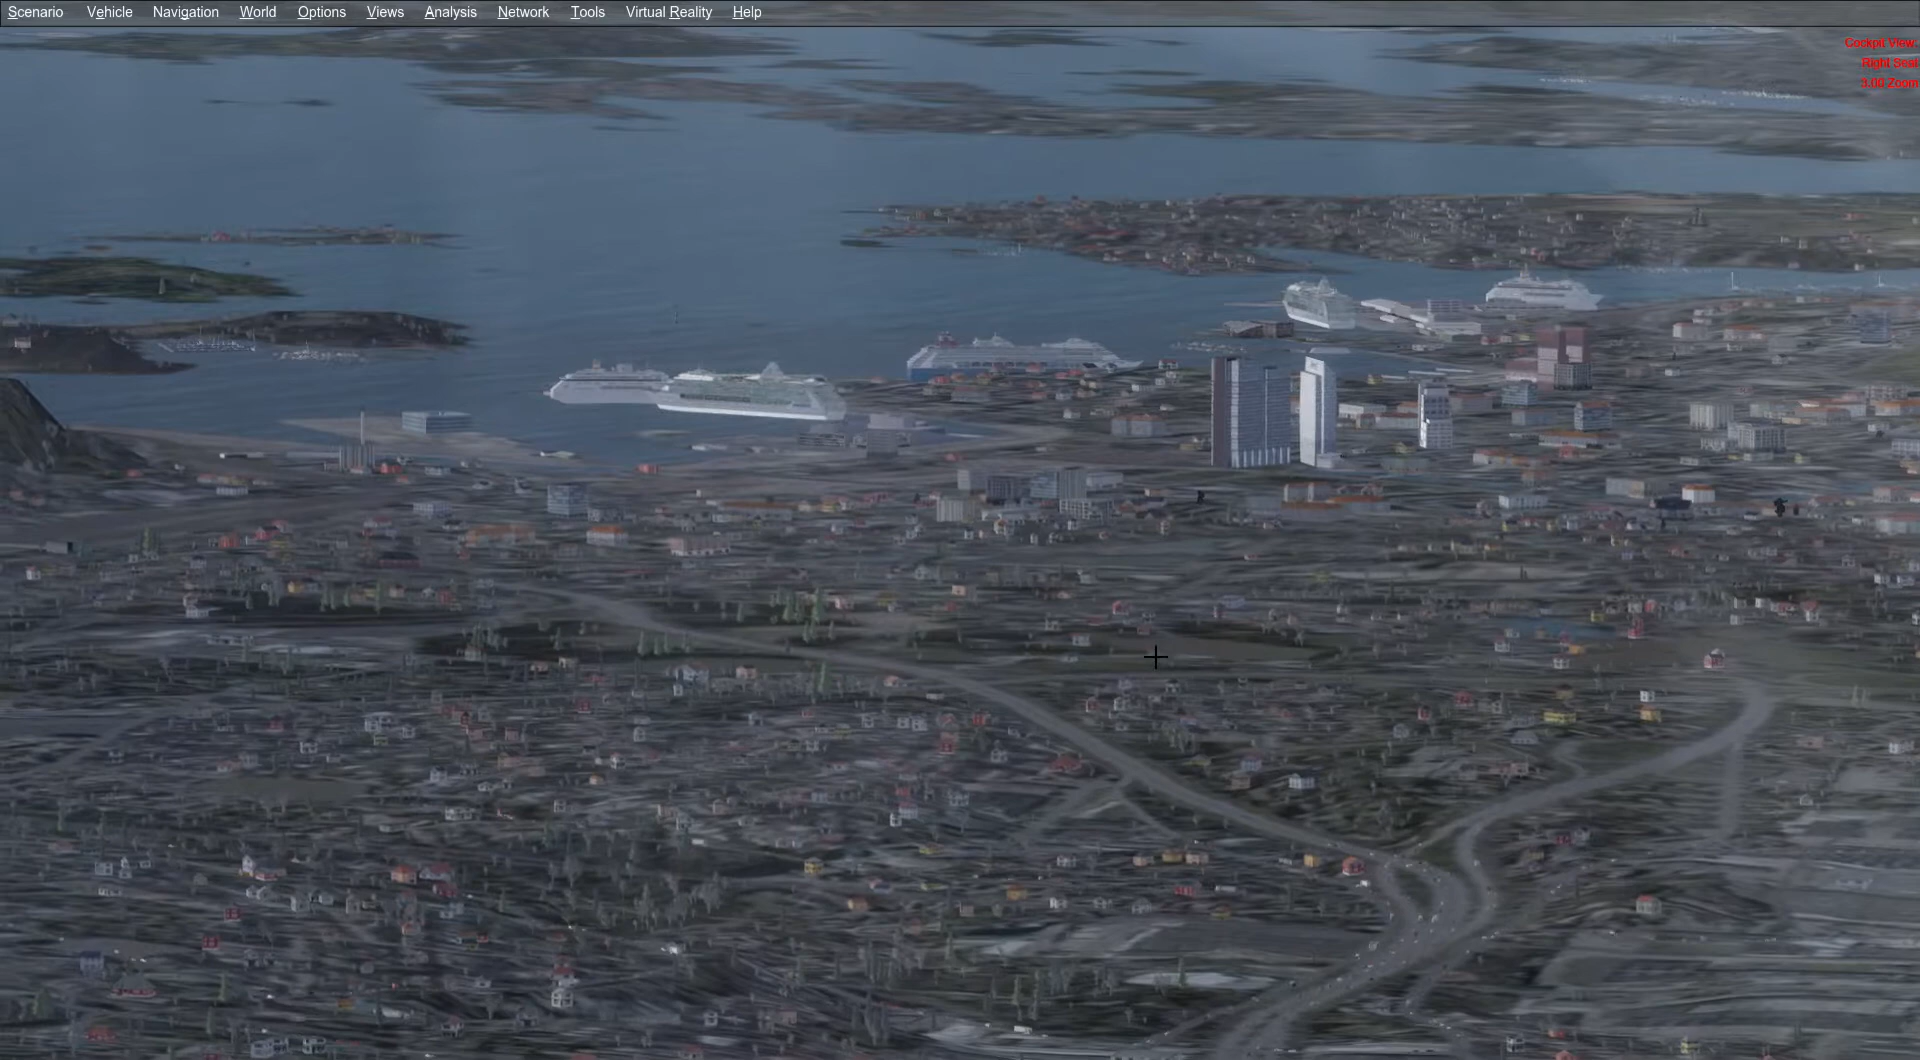 Scenario Vehicle Navigation World Options Views Analysis Network Tools Virtual Reality Help
Cockpit View:
Right Seat
3.00 Zoom